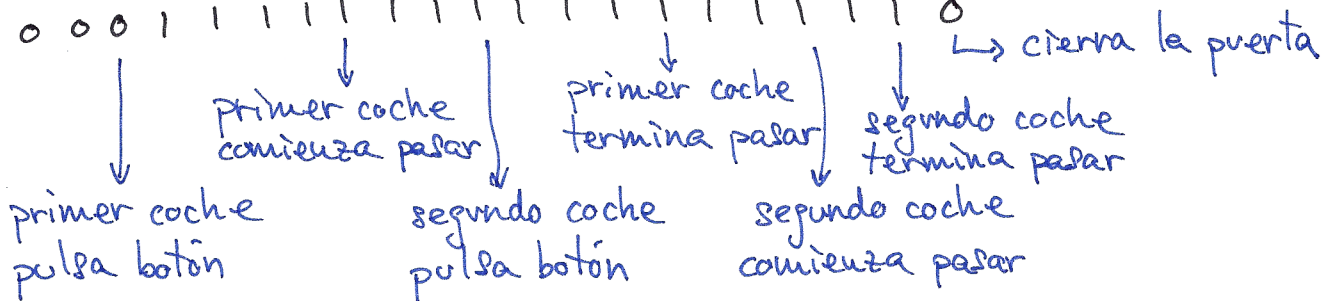 0 0 0 1 1 1 1 1 1 1 1 1 1 1 1 1 1 1 1 1 0
↳ cierra la puerta
primer coche
comienza pasar
primer coche
termina pasar
segundo coche
termina pasar
primer coche
pulsa botón
segundo coche
pulsa botón
segundo coche
comienza pasar